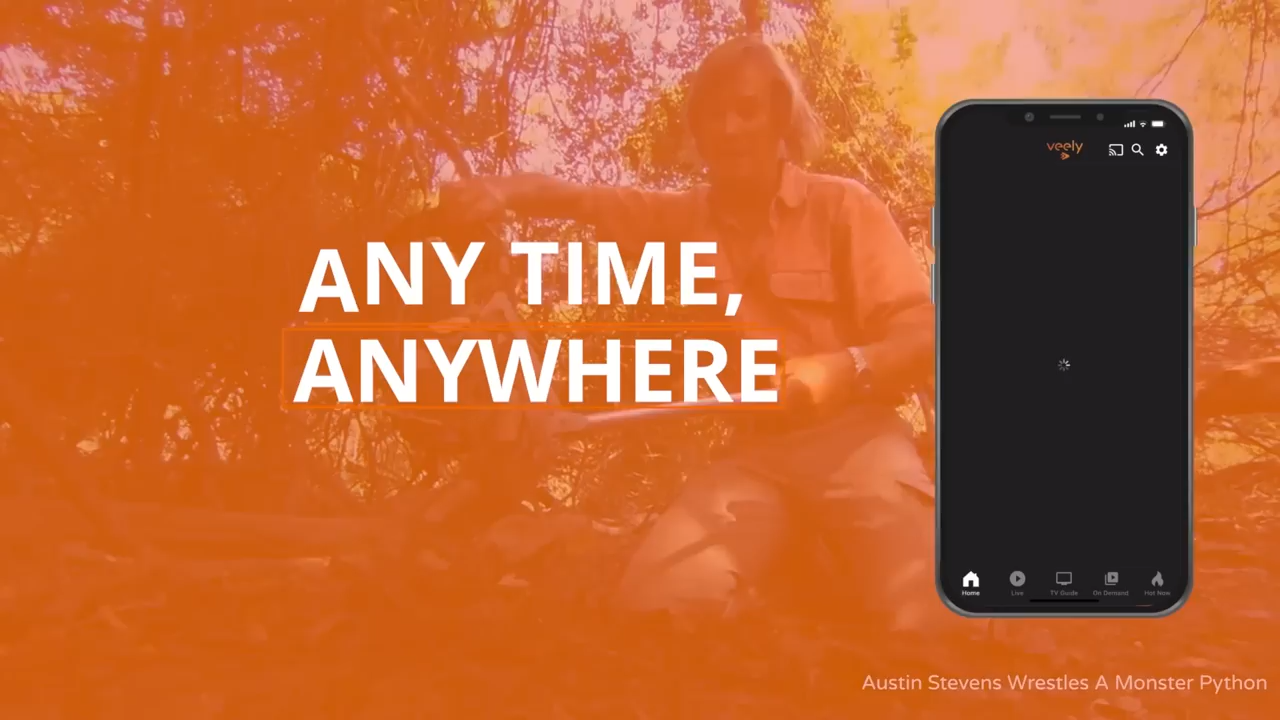 ANY TIME,
ANYWHERE
veely
Home
Live
TV Guide
On Demand
Hot Now
Austin Stevens Wrestles A Monster Python